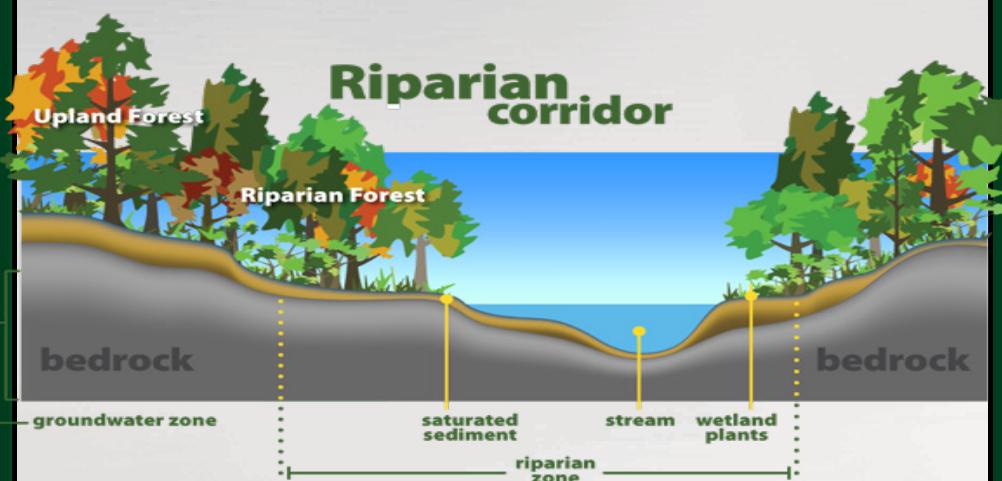 Riparian
corridor
Upland Forest
Riparian Forest
bedrock
bedrock
groundwater zone
saturated
sediment
stream
wetland
plants
riparian
zone